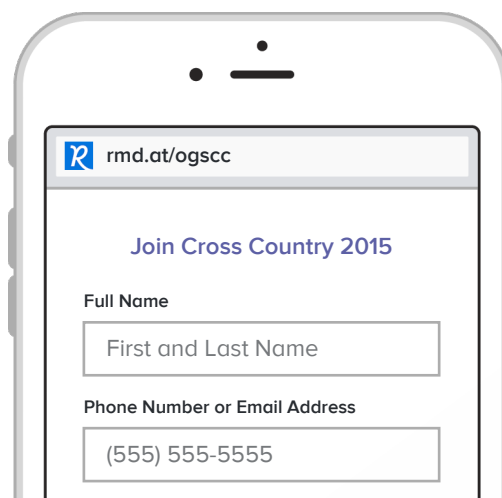 rmd.at/ogscc
Join Cross Country 2015
Full Name
First and Last Name
Phone Number or Email Address
(555) 555-5555